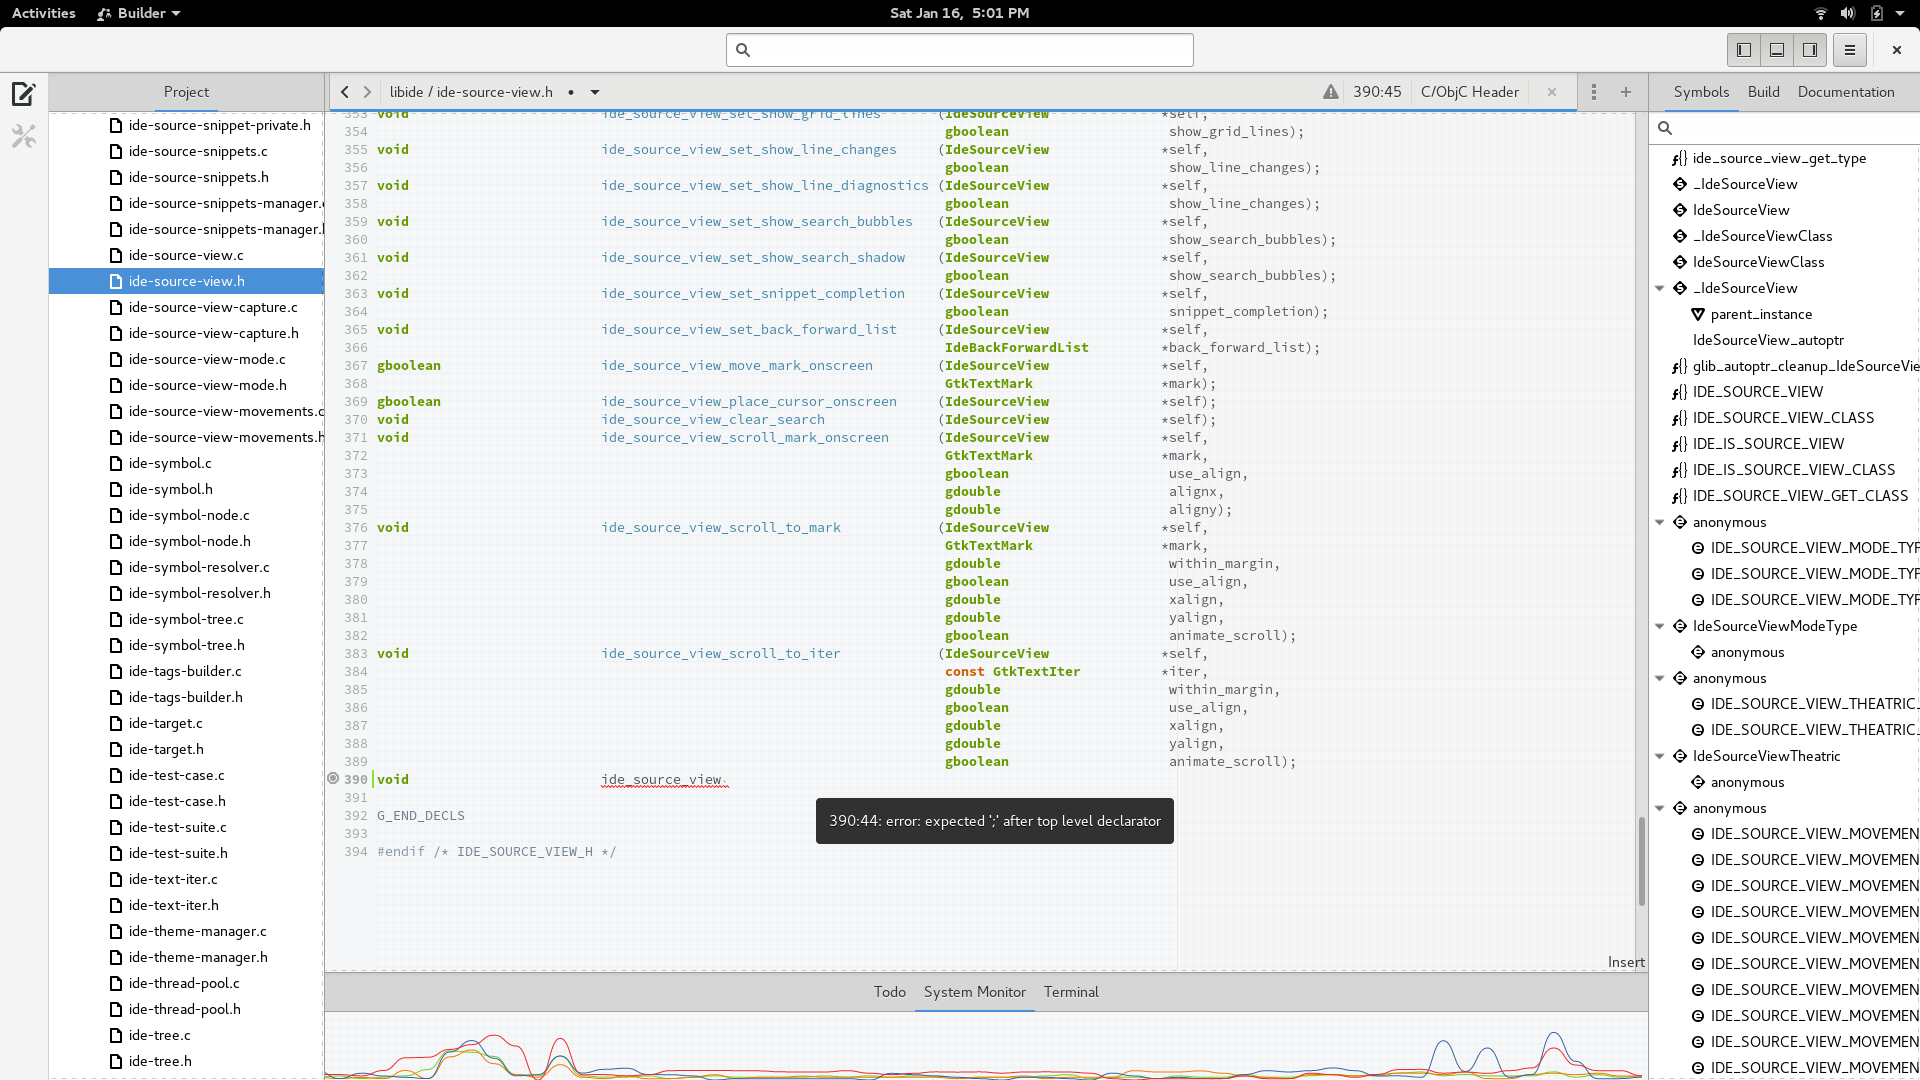 Activities Builder Sat Jan 16, 5:01 PM
Project
libide / ide-source-view.h • 390:45 C/ObjC Header
Symbols Build Documentation
ide-source-snippet-private.h
ide-source-snippets.c
ide-source-snippets.h
ide-source-snippets-manager.
ide-source-snippets-manager.
ide-source-view.c
ide-source-view.h
ide-source-view-capture.c
ide-source-view-capture.h
ide-source-view-mode.c
ide-source-view-mode.h
ide-source-view-movements.c
ide-source-view-movements.h
ide-symbol.c
ide-symbol.h
ide-symbol-node.c
ide-symbol-node.h
ide-symbol-resolver.c
ide-symbol-resolver.h
ide-symbol-tree.c
ide-symbol-tree.h
ide-tags-builder.c
ide-tags-builder.h
ide-target.c
ide-target.h
ide-test-case.c
ide-test-case.h
ide-test-suite.c
ide-test-suite.h
ide-text-iter.c
ide-text-iter.h
ide-theme-manager.c
ide-theme-manager.h
ide-thread-pool.c
ide-thread-pool.h
ide-tree.c
ide-tree.h
353 void ide_source_view_set_show_grid_lines (IdeSourceView *self,
354 gboolean show_grid_lines);
355 void ide_source_view_set_show_line_changes (IdeSourceView *self,
356 gboolean show_line_changes);
357 void ide_source_view_set_show_line_diagnostics (IdeSourceView *self,
358 gboolean show_line_changes);
359 void ide_source_view_set_show_search_bubbles (IdeSourceView *self,
360 gboolean show_search_bubbles);
361 void ide_source_view_set_show_search_shadow (IdeSourceView *self,
362 gboolean show_search_bubbles);
363 void ide_source_view_set_snippet_completion (IdeSourceView *self,
364 gboolean snippet_completion);
365 void ide_source_view_set_back_forward_list (IdeSourceView *self,
366 IdeBackForwardList *back_forward_list);
367 gboolean ide_source_view_move_mark_onscreen (IdeSourceView *self,
368 GtkTextMark *mark);
369 gboolean ide_source_view_place_cursor_onscreen (IdeSourceView *self);
370 void ide_source_view_clear_search (IdeSourceView *self);
371 void ide_source_view_scroll_mark_onscreen (IdeSourceView *self,
372 GtkTextMark *mark,
373 gboolean use_align,
374 gdouble alignx,
375 gdouble aligny);
376 void ide_source_view_scroll_to_mark (IdeSourceView *self,
377 GtkTextMark *mark,
378 gdouble within_margin,
379 gboolean use_align,
380 gdouble xalign,
381 gdouble yalign,
382 gboolean animate_scroll);
383 void ide_source_view_scroll_to_iter (IdeSourceView *self,
384 const GtkTextIter *iter,
385 gdouble within_margin,
386 gboolean use_align,
387 gdouble xalign,
388 gdouble yalign,
389 gboolean animate_scroll);
390 void ide_source_view
391
392 G_END_DECLS
393
394 #endif /* IDE_SOURCE_VIEW_H */
390:44: error: expected ';' after top level declarator
Insert
Todo System Monitor Terminal
ide_source_view_get_type
_IdeSourceView
IdeSourceView
_IdeSourceViewClass
IdeSourceViewClass
_IdeSourceView
parent_instance
IdeSourceView_autoptr
glib_autoptr_cleanup_IdeSourceVie
IDE_SOURCE_VIEW
IDE_SOURCE_VIEW_CLASS
IDE_IS_SOURCE_VIEW
IDE_IS_SOURCE_VIEW_CLASS
IDE_SOURCE_VIEW_GET_CLASS
anonymous
IDE_SOURCE_VIEW_MODE_TYP
IDE_SOURCE_VIEW_MODE_TYP
IDE_SOURCE_VIEW_MODE_TYP
IdeSourceViewModeType
anonymous
anonymous
IDE_SOURCE_VIEW_THEATRIC_
IDE_SOURCE_VIEW_THEATRIC_
IdeSourceViewTheatric
anonymous
anonymous
IDE_SOURCE_VIEW_MOVEMEN
IDE_SOURCE_VIEW_MOVEMEN
IDE_SOURCE_VIEW_MOVEMEN
IDE_SOURCE_VIEW_MOVEMEN
IDE_SOURCE_VIEW_MOVEMEN
IDE_SOURCE_VIEW_MOVEMEN
IDE_SOURCE_VIEW_MOVEMEN
IDE_SOURCE_VIEW_MOVEMEN
IDE_SOURCE_VIEW_MOVEMEN
IDE_SOURCE_VIEW_MOVEMEN